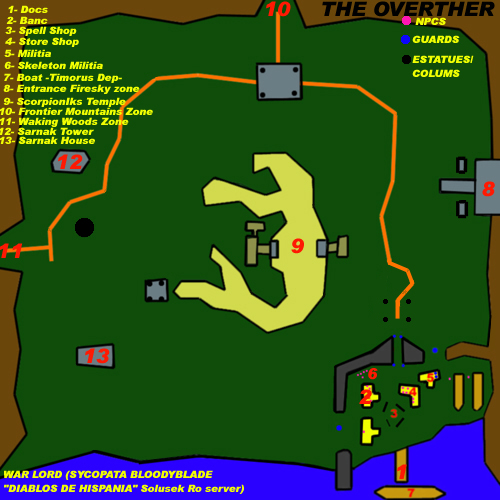 THE OVERTHER
1- Docs
2- Banc
3- Spell Shop
4- Store Shop
5- Militia
6- Skeleton Militia
7- Boat -Timorus Dep-
8- Entrance Firesky zone
9- ScorpionIks Temple
10- Frontier Mountains Zone
11- Waking Woods Zone
12- Sarnak Tower
13- Sarnak House
NPCS
GUARDS
ESTATUES/
COLUMS
10
12
8
11
9
13
6
5
2
4
3
1
7
WAR LORD (SYCOPATA BLOODYBLADE
"DIABLOS DE HISPANIA" Solusek Ro server)